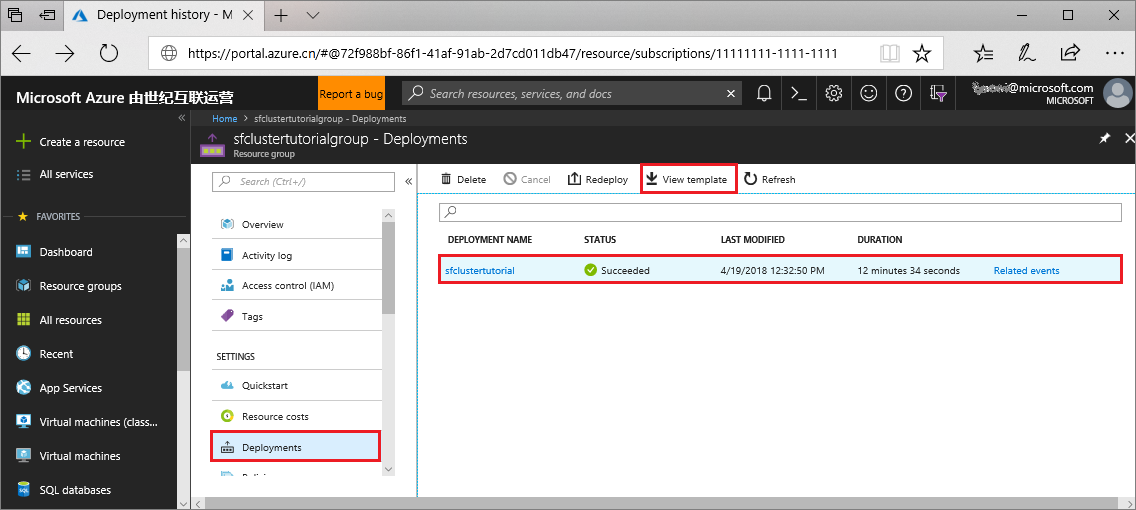 Deployment history - M
https://portal.azure.cn/#@72f988bf-86f1-41af-91ab-2d7cd011db47/resource/subscriptions/11111111-1111-1111
Microsoft Azure 由世纪互联运营
Report a bug
Search resources, services, and docs
@microsoft.com
MICROSOFT
Create a resource
All services
FAVORITES
Dashboard
Resource groups
All resources
Recent
App Services
Virtual machines (class...
Virtual machines
SQL databases
Home > sfclustertutorialgroup - Deployments
sfclustertutorialgroup - Deployments
Resource group
Search (Ctrl+/)
Overview
Activity log
Access control (IAM)
Tags
SETTINGS
Quickstart
Resource costs
Deployments
Delete Cancel Redeploy View template Refresh
DEPLOYMENT NAME STATUS LAST MODIFIED DURATION
sfclustertutorial Succeeded 4/19/2018 12:32:50 PM 12 minutes 34 seconds Related events